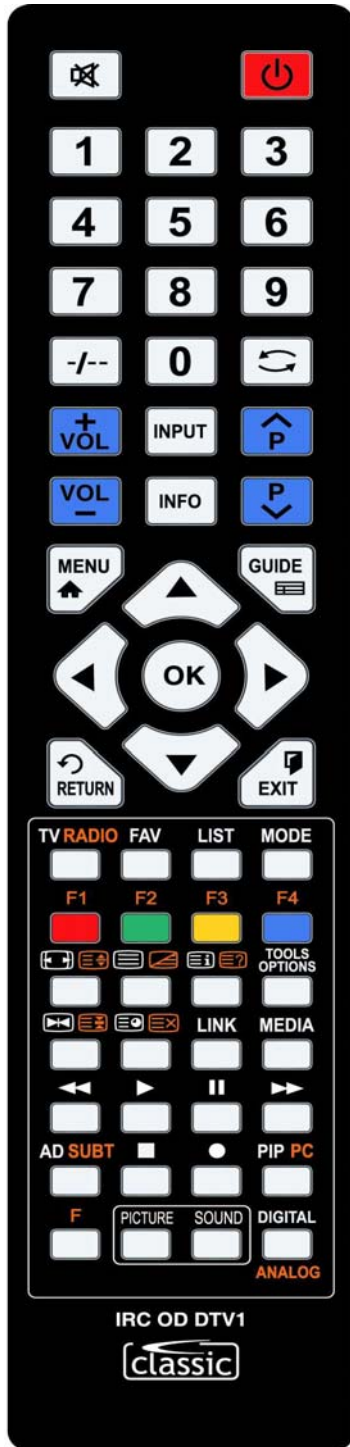 1 2 3
4 5 6
7 8 9
-/-- 0
+
VOL INPUT P
VOL INFO P
−
MENU GUIDE
OK
RETURN EXIT
TV RADIO FAV LIST MODE
F1 F2 F3 F4
i ? TOOLS
OPTIONS
LINK MEDIA
AD SUBT PIP PC
F PICTURE SOUND DIGITAL
ANALOG
IRC OD DTV1
classic